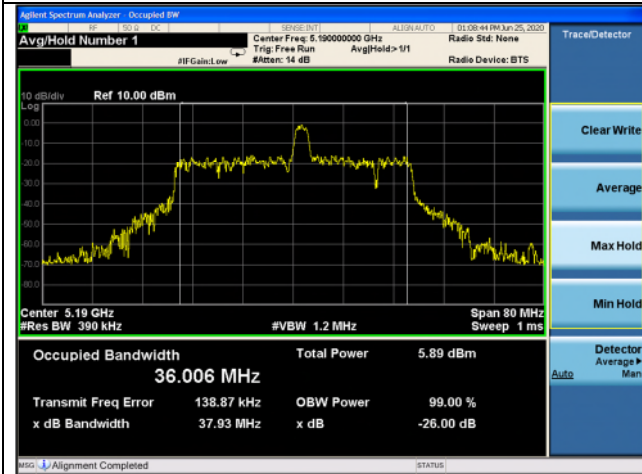 Agilent Spectrum Analyzer - Occupied BW
RF 50 Ω DC SENSE:INT ALIGNAUTO 01:08:44 PM Jun 25, 2020
Avg/Hold Number 1
Center Freq: 5.190000000 GHz
Radio Std: None
Trig: Free Run Avg|Hold:>1/1
#IFGain:Low #Atten: 14 dB
Radio Device: BTS
10 dB/div Ref 10.00 dBm
Log
0.00
-10.0
-20.0
-30.0
-40.0
-50.0
-60.0
-70.0
-80.0
Center 5.19 GHz Span 80 MHz
#Res BW 390 kHz #VBW 1.2 MHz Sweep 1 ms
Occupied Bandwidth Total Power 5.89 dBm
36.006 MHz
Transmit Freq Error 138.87 kHz OBW Power 99.00 %
x dB Bandwidth 37.93 MHz x dB -26.00 dB
MSG Alignment Completed STATUS
Trace/Detector
Clear Write
Average
Max Hold
Min Hold
Detector
Average
Auto Man